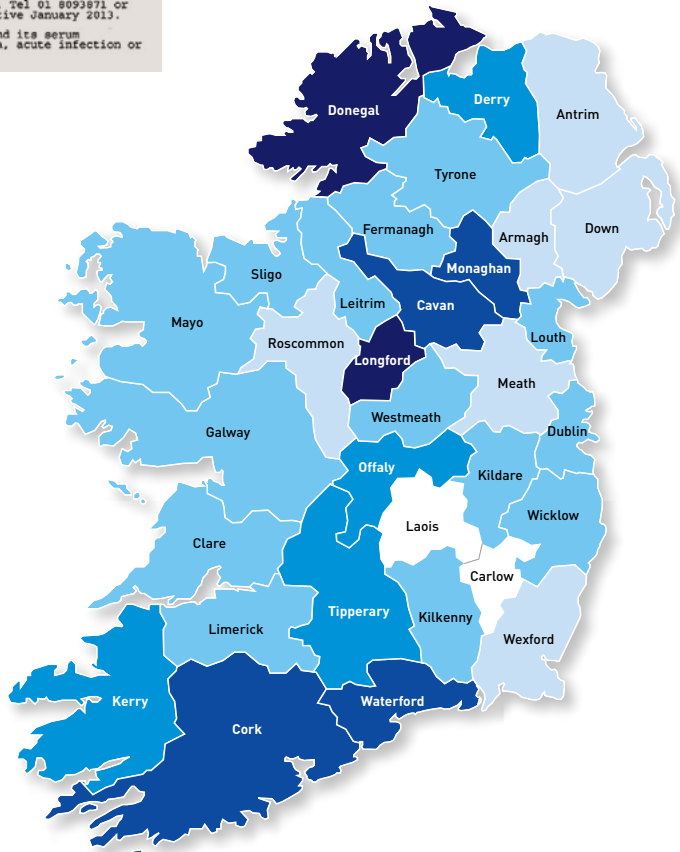 Tel 01 8093871 or
ive January 2013.
nd its serum
a, acute infection or
Donegal
Derry
Antrim
Tyrone
Fermanagh
Armagh
Down
Monaghan
Sligo
Leitrim
Cavan
Mayo
Roscommon
Longford
Louth
Meath
Westmeath
Galway
Dublin
Offaly
Kildare
Laois
Wicklow
Clare
Carlow
Tipperary
Kilkenny
Limerick
Wexford
Kerry
Waterford
Cork